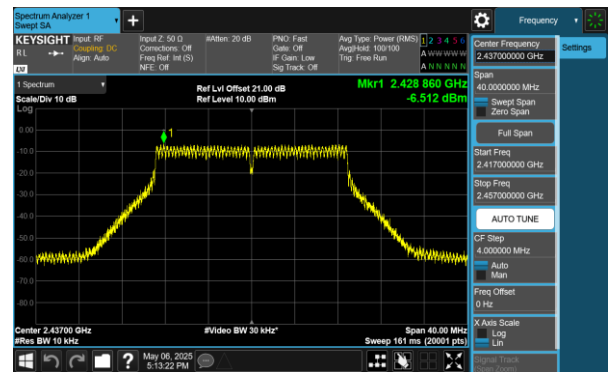 Spectrum Analyzer 1
Swept SA
Frequency
KEYSIGHT
RL
LXI
Input: RF
Coupling: DC
Align: Auto
Input Z: 50 Ω
Corrections: Off
Freq Ref: Int (S)
NFE: Off
#Atten: 20 dB
PNO: Fast
Gate: Off
IF Gain: Low
Sig Track: Off
Avg Type: Power (RMS)
Avg|Hold: 100/100
Trig: Free Run
1 2 3 4 5 6
A W W W W W
A N N N N N
1 Spectrum
Scale/Div 10 dB
Log
Ref Lvl Offset 21.00 dB
Ref Level 10.00 dBm
Mkr1 2.428 860 GHz
-6.512 dBm
1
0.00
-10.0
-20.0
-30.0
-40.0
-50.0
-60.0
-70.0
-80.0
Center 2.43700 GHz
#Res BW 10 kHz
#Video BW 30 kHz*
Span 40.00 MHz
Sweep 161 ms (20001 pts)
May 06, 2025
5:13:22 PM
Center Frequency
2.437000000 GHz
Settings
Span
40.0000000 MHz
Swept Span
Zero Span
Full Span
Start Freq
2.417000000 GHz
Stop Freq
2.457000000 GHz
AUTO TUNE
CF Step
4.000000 MHz
Auto
Man
Freq Offset
0 Hz
X Axis Scale
Log
Lin
Signal Track
(Span Zoom)